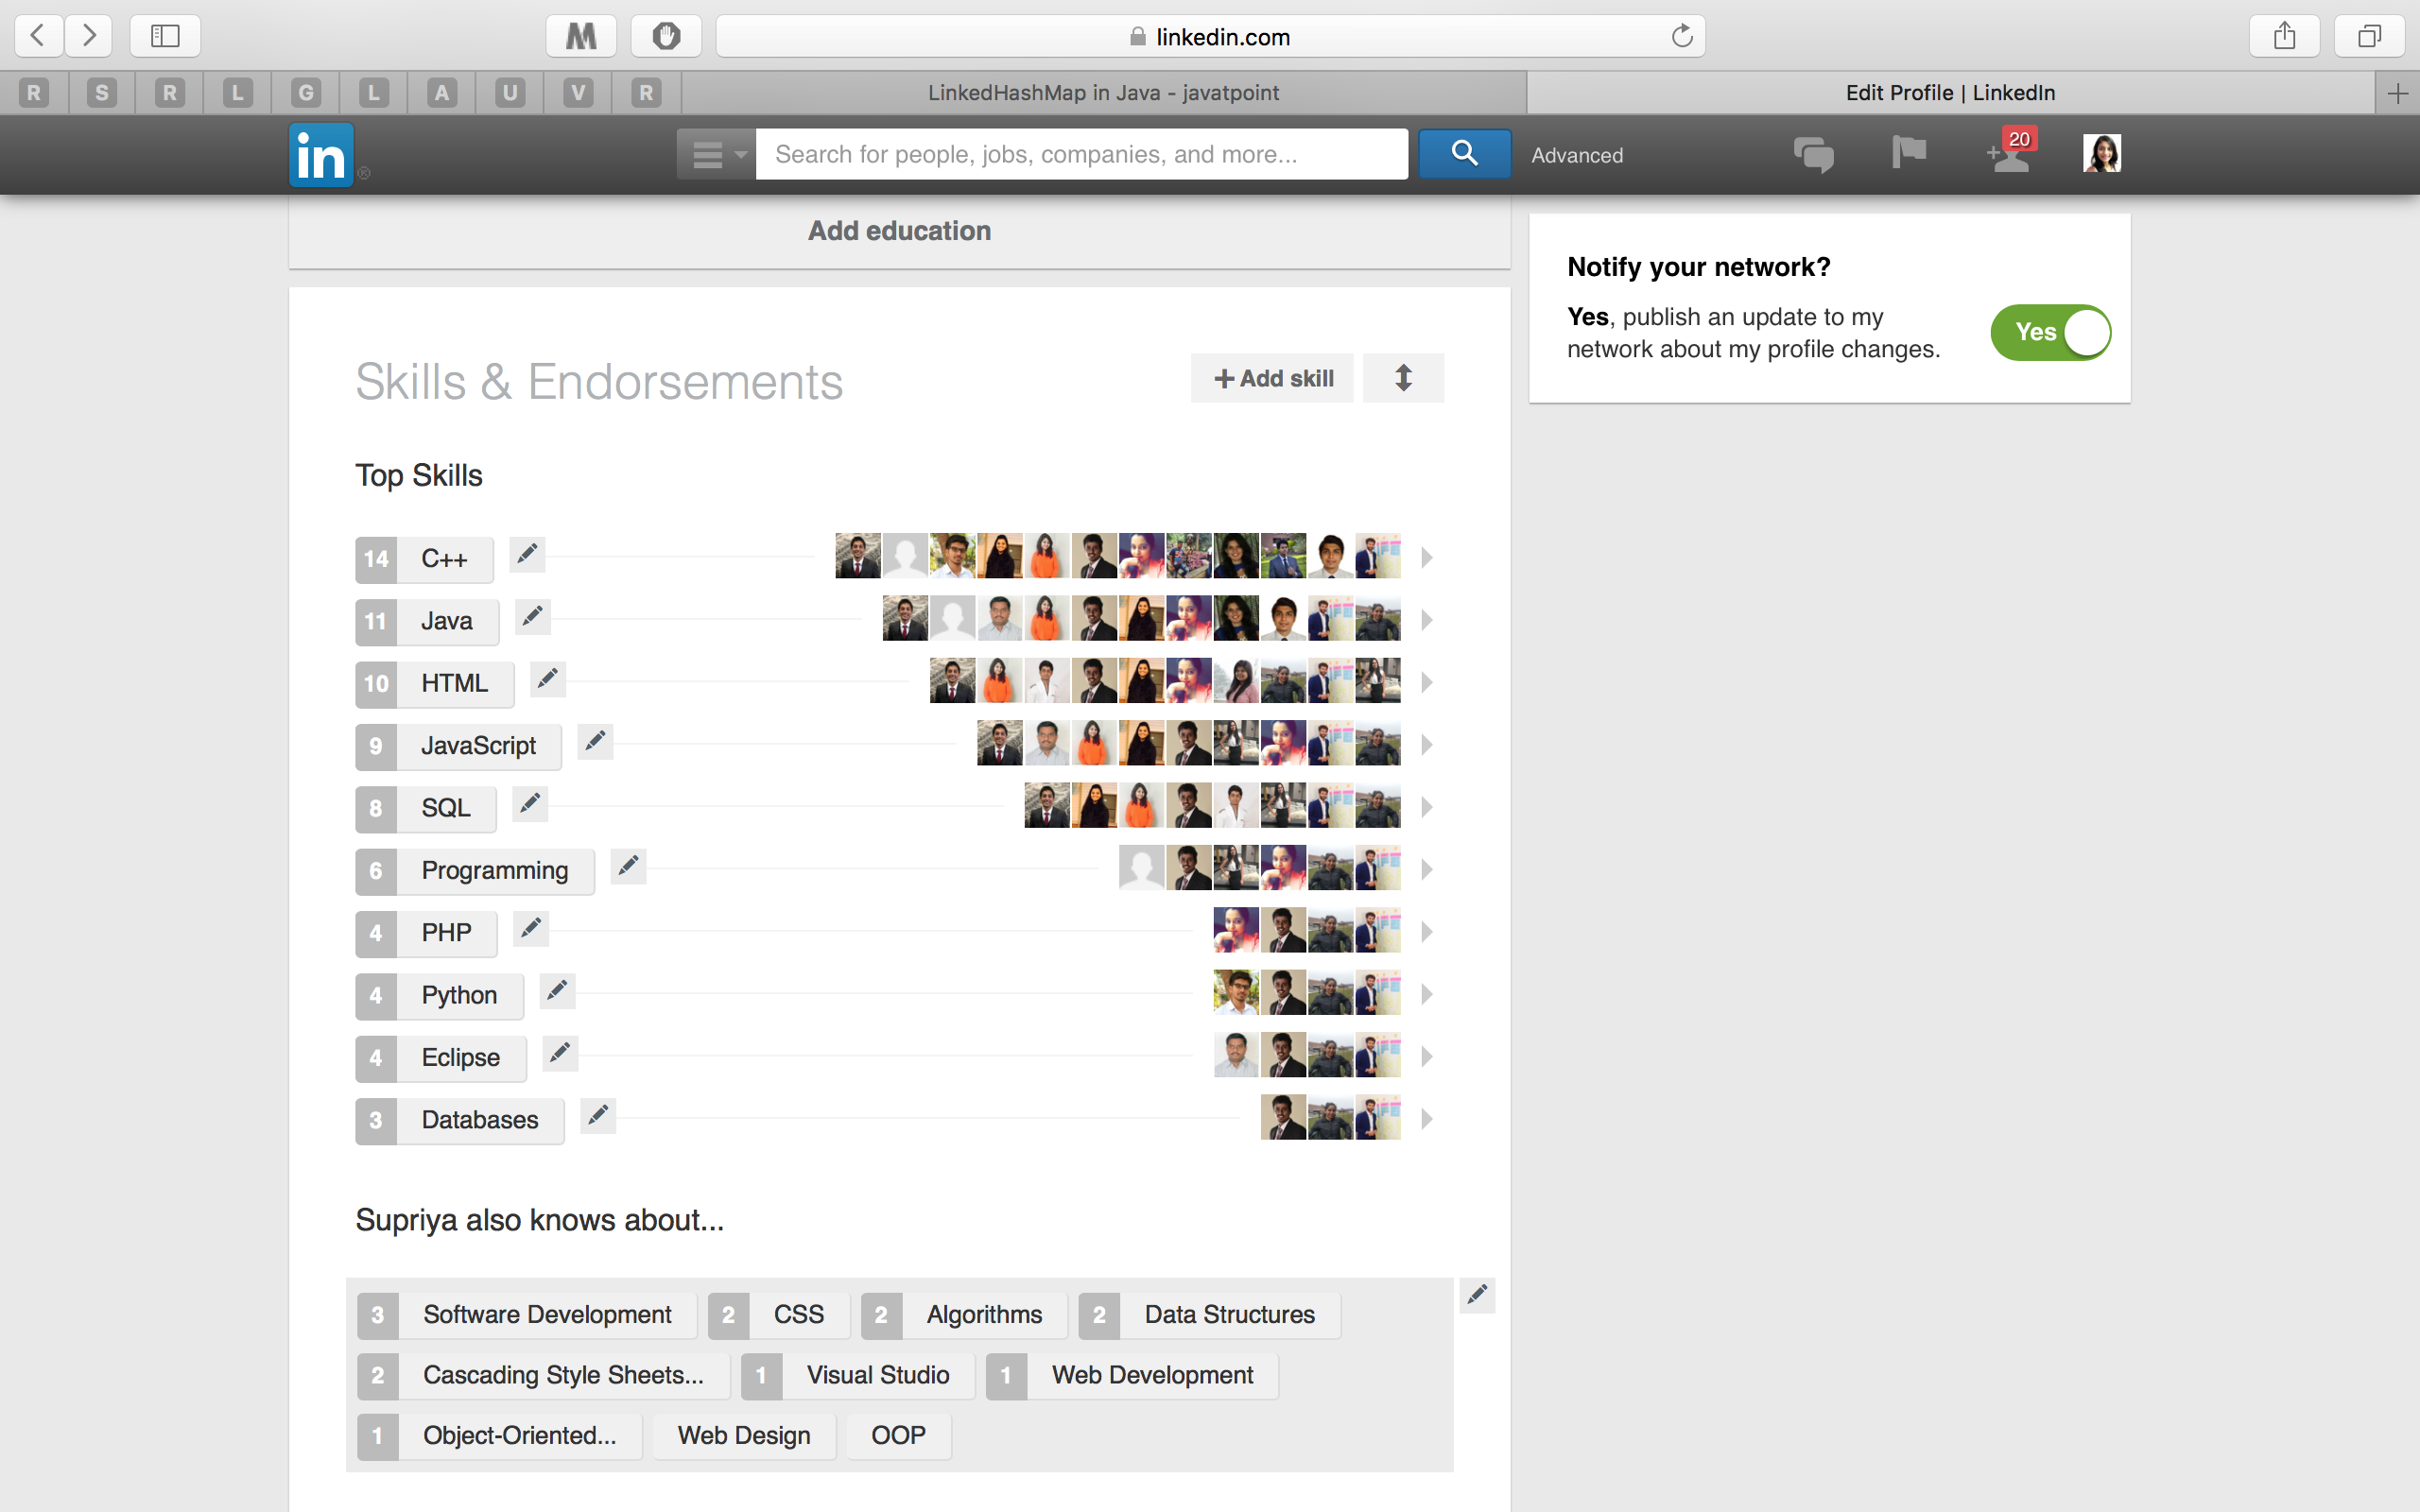 linkedin.com
R S R L G L A U V R LinkedHashMap in Java - javatpoint Edit Profile | LinkedIn
in Search for people, jobs, companies, and more... Advanced 20
Add education
Notify your network?
Yes, publish an update to my
network about my profile changes.
Yes
Skills & Endorsements
+ Add skill
Top Skills
14 C++
11 Java
10 HTML
9 JavaScript
8 SQL
6 Programming
4 PHP
4 Python
4 Eclipse
3 Databases
Supriya also knows about...
3 Software Development 2 CSS 2 Algorithms 2 Data Structures
2 Cascading Style Sheets... 1 Visual Studio 1 Web Development
1 Object-Oriented... Web Design OOP